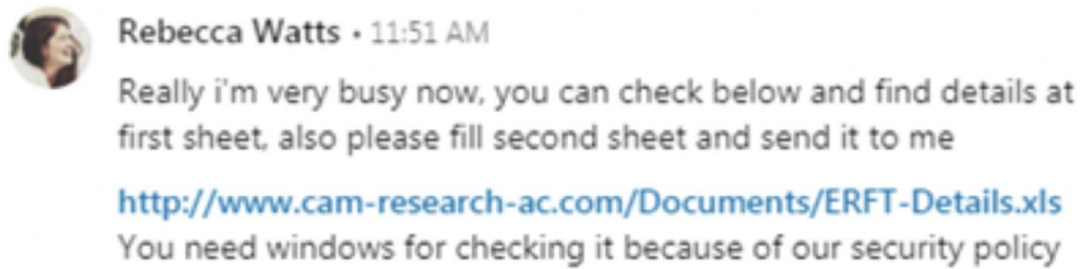 Rebecca Watts • 11:51 AM
Really i'm very busy now, you can check below and find details at
first sheet, also please fill second sheet and send it to me
http://www.cam-research-ac.com/Documents/ERFT-Details.xls
You need windows for checking it because of our security policy